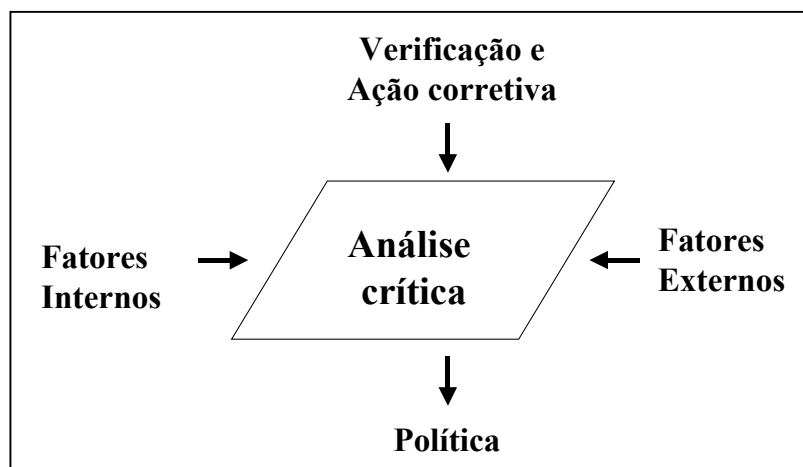 Verificação e
Ação corretiva
Fatores
Internos
Análise
crítica
Fatores
Externos
Política